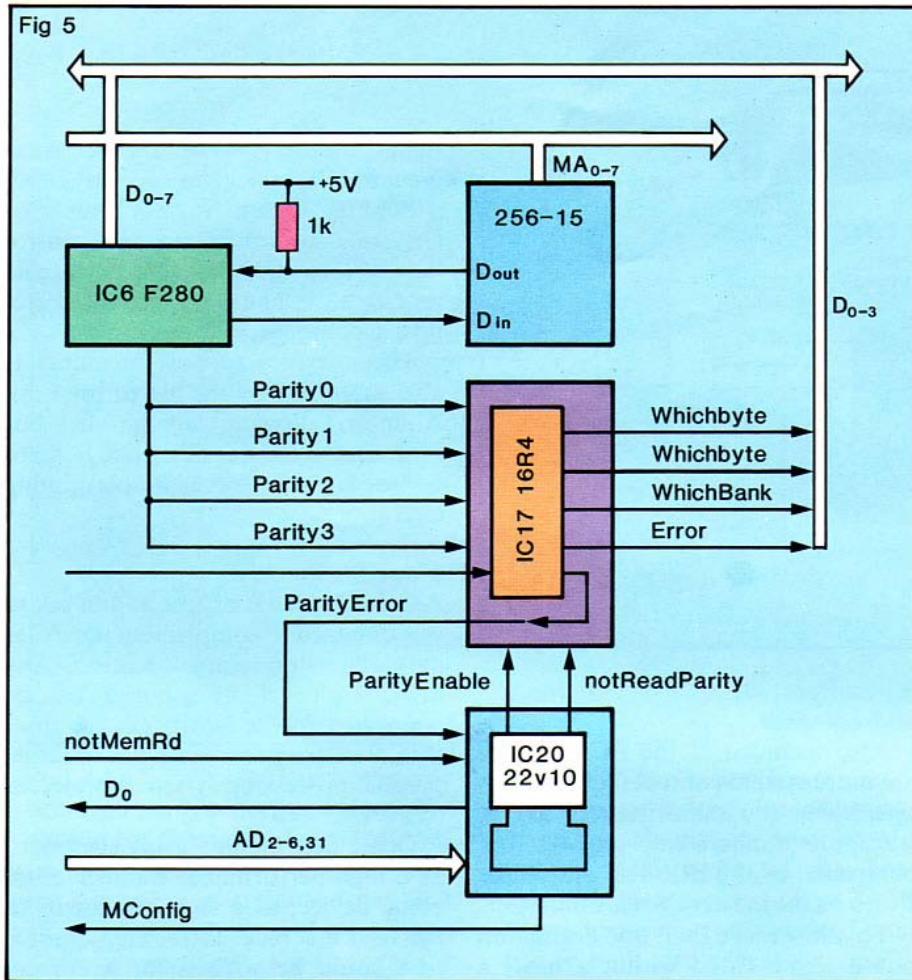 Fig 5
MA0-7
+5V
D0-7
1k
256-15
Dout
IC6 F280
Din
D0-3
Parity0
Whichbyte
Parity1
Whichbyte
Parity2
WhichBank
Parity3
Error
IC17 16R4
ParityError
ParityEnable
notReadParity
notMemRd
IC20
22v10
D0
AD2-6,31
MConfig